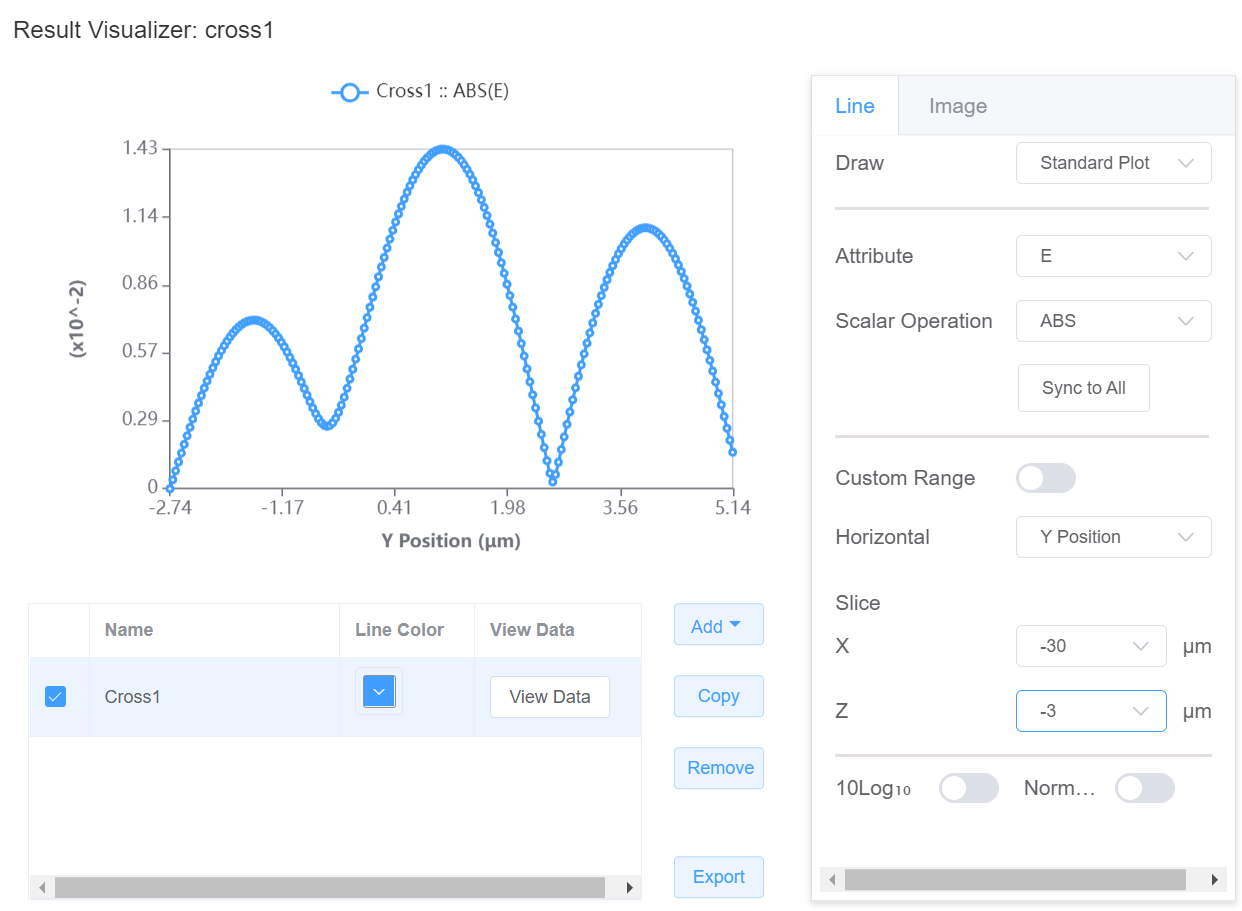 Result Visualizer: cross1
Cross1 :: ABS(E)
1.43
1.14
0.86
0.57
0.29
0
(x10^-2)
-2.74 -1.17 0.41 1.98 3.56 5.14
Y Position (μm)
Name Line Color View Data
Cross1 View Data
Add
Copy
Remove
Export
Line Image
Draw Standard Plot
Attribute E
Scalar Operation ABS
Sync to All
Custom Range
Horizontal Y Position
Slice
X -30 μm
Z -3 μm
10Log₁₀ Norm…